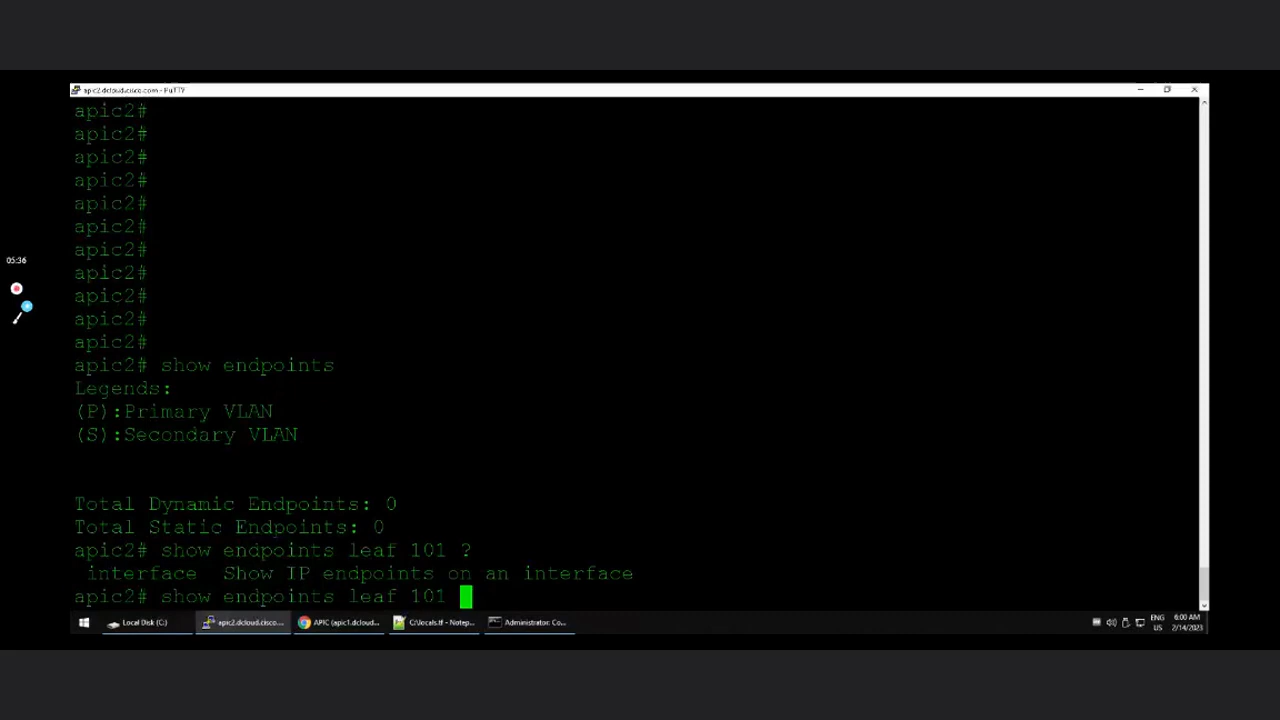 apic2.dcloud.cisco.com - PuTTY
apic2#
apic2#
apic2#
apic2#
apic2#
apic2#
apic2#
apic2#
apic2#
apic2#
apic2#
apic2# show endpoints
Legends:
(P):Primary VLAN
(S):Secondary VLAN
Total Dynamic Endpoints: 0
Total Static Endpoints: 0
apic2# show endpoints leaf 101 ?
interface  Show IP endpoints on an interface
apic2# show endpoints leaf 101
05:36
Local Disk (C:)
apic2.dcloud.cisco....
APIC (apic1.dcloud....
C:\locals.tf - Notep...
Administrator: Co...
ENG
US
6:00 AM
2/14/2023